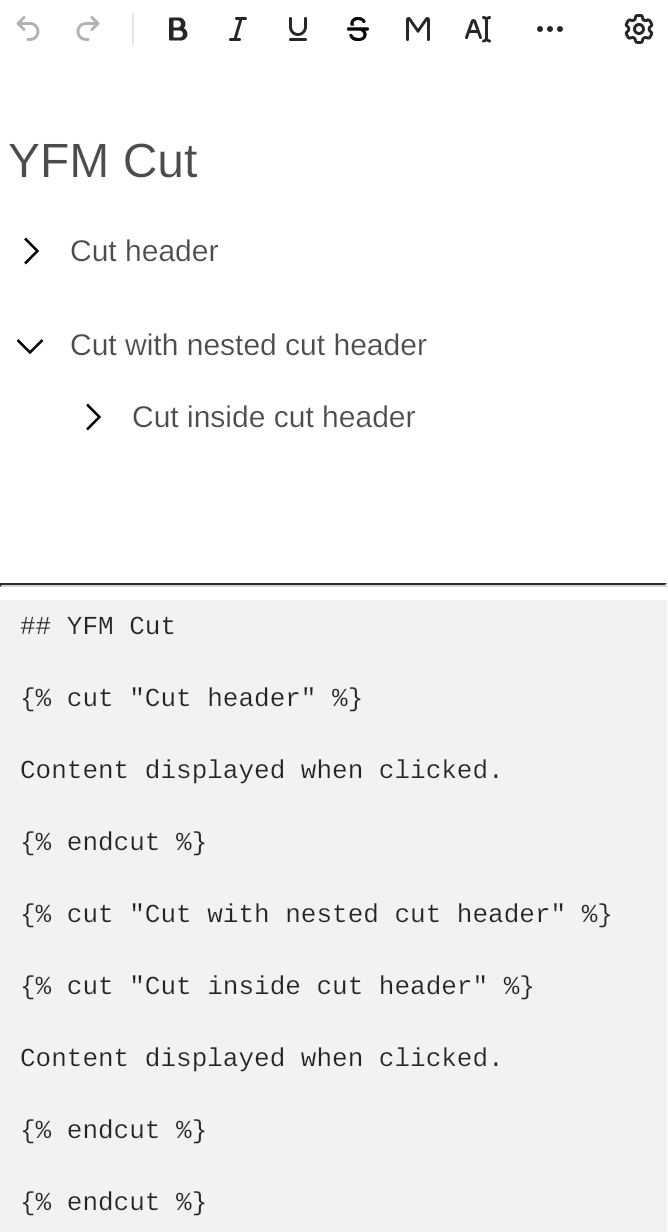 B I U S M A
YFM Cut
Cut header
Cut with nested cut header
Cut inside cut header
## YFM Cut
{% cut "Cut header" %}
Content displayed when clicked.
{% endcut %}
{% cut "Cut with nested cut header" %}
{% cut "Cut inside cut header" %}
Content displayed when clicked.
{% endcut %}
{% endcut %}